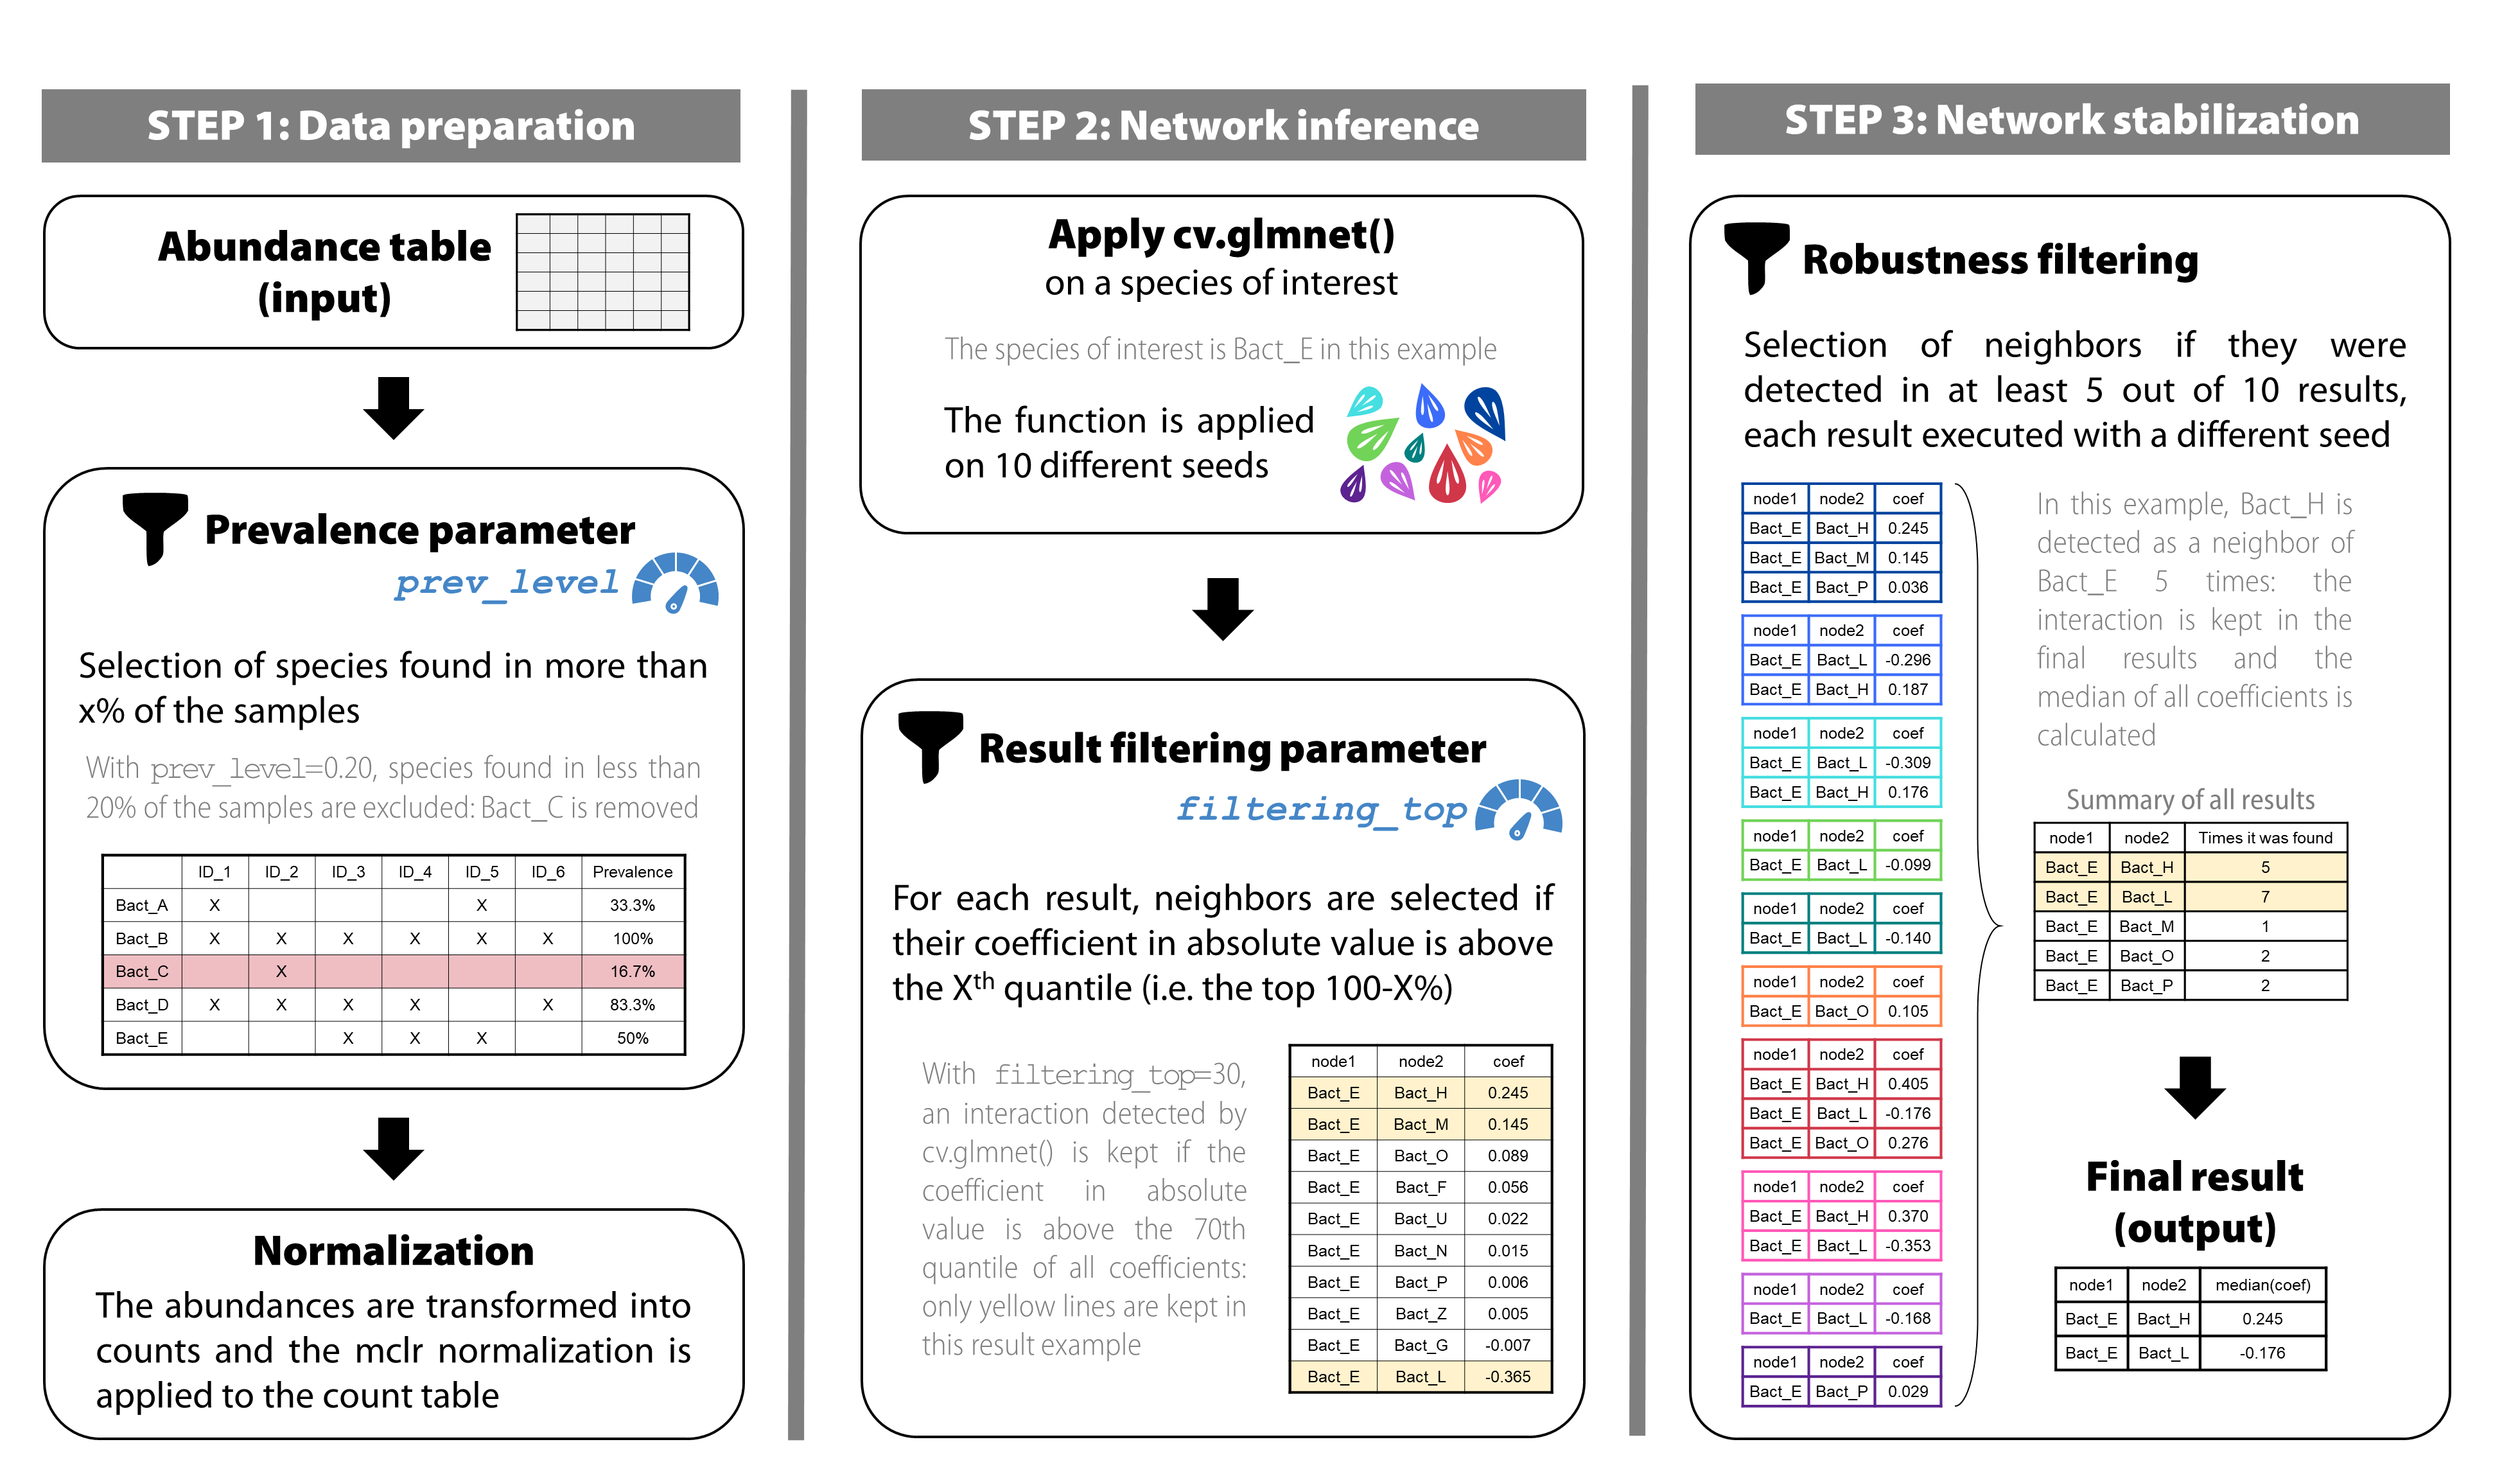 STEP 1: Data preparation
Abundance table
(input)
Prevalence parameter
prev_level
Selection of species found in more than
x% of the samples
With prev_level=0.20, species found in less than
20% of the samples are excluded: Bact_C is removed
ID_1 ID_2 ID_3 ID_4 ID_5 ID_6 Prevalence
Bact_A X X 33.3%
Bact_B X X X X X X 100%
Bact_C X 16.7%
Bact_D X X X X X 83.3%
Bact_E X X X 50%
Normalization
The abundances are transformed into
counts and the mclr normalization is
applied to the count table
STEP 2: Network inference
Apply cv.glmnet()
on a species of interest
The species of interest is Bact_E in this example
The function is applied
on 10 different seeds
Result filtering parameter
filtering_top
For each result, neighbors are selected if
their coefficient in absolute value is above
the Xth quantile (i.e. the top 100-X%)
With filtering_top=30,
an interaction detected by
cv.glmnet() is kept if the
coefficient in absolute
value is above the 70th
quantile of all coefficients:
only yellow lines are kept in
this result example
node1 node2 coef
Bact_E Bact_H 0.245
Bact_E Bact_M 0.145
Bact_E Bact_O 0.089
Bact_E Bact_F 0.056
Bact_E Bact_U 0.022
Bact_E Bact_N 0.015
Bact_E Bact_P 0.006
Bact_E Bact_Z 0.005
Bact_E Bact_G -0.007
Bact_E Bact_L -0.365
STEP 3: Network stabilization
Robustness filtering
Selection of neighbors if they were
detected in at least 5 out of 10 results,
each result executed with a different seed
node1 node2 coef
Bact_E Bact_H 0.245
Bact_E Bact_M 0.145
Bact_E Bact_P 0.036
node1 node2 coef
Bact_E Bact_L -0.296
Bact_E Bact_H 0.187
node1 node2 coef
Bact_E Bact_L -0.309
Bact_E Bact_H 0.176
node1 node2 coef
Bact_E Bact_L -0.099
node1 node2 coef
Bact_E Bact_L -0.140
node1 node2 coef
Bact_E Bact_O 0.105
node1 node2 coef
Bact_E Bact_H 0.405
Bact_E Bact_L -0.176
Bact_E Bact_O 0.276
node1 node2 coef
Bact_E Bact_H 0.370
Bact_E Bact_L -0.353
node1 node2 coef
Bact_E Bact_L -0.168
node1 node2 coef
Bact_E Bact_P 0.029
In this example, Bact_H is
detected as a neighbor of
Bact_E 5 times: the
interaction is kept in the
final results and the
median of all coefficients is
calculated
Summary of all results
node1 node2 Times it was found
Bact_E Bact_H 5
Bact_E Bact_L 7
Bact_E Bact_M 1
Bact_E Bact_O 2
Bact_E Bact_P 2
Final result
(output)
node1 node2 median(coef)
Bact_E Bact_H 0.245
Bact_E Bact_L -0.176